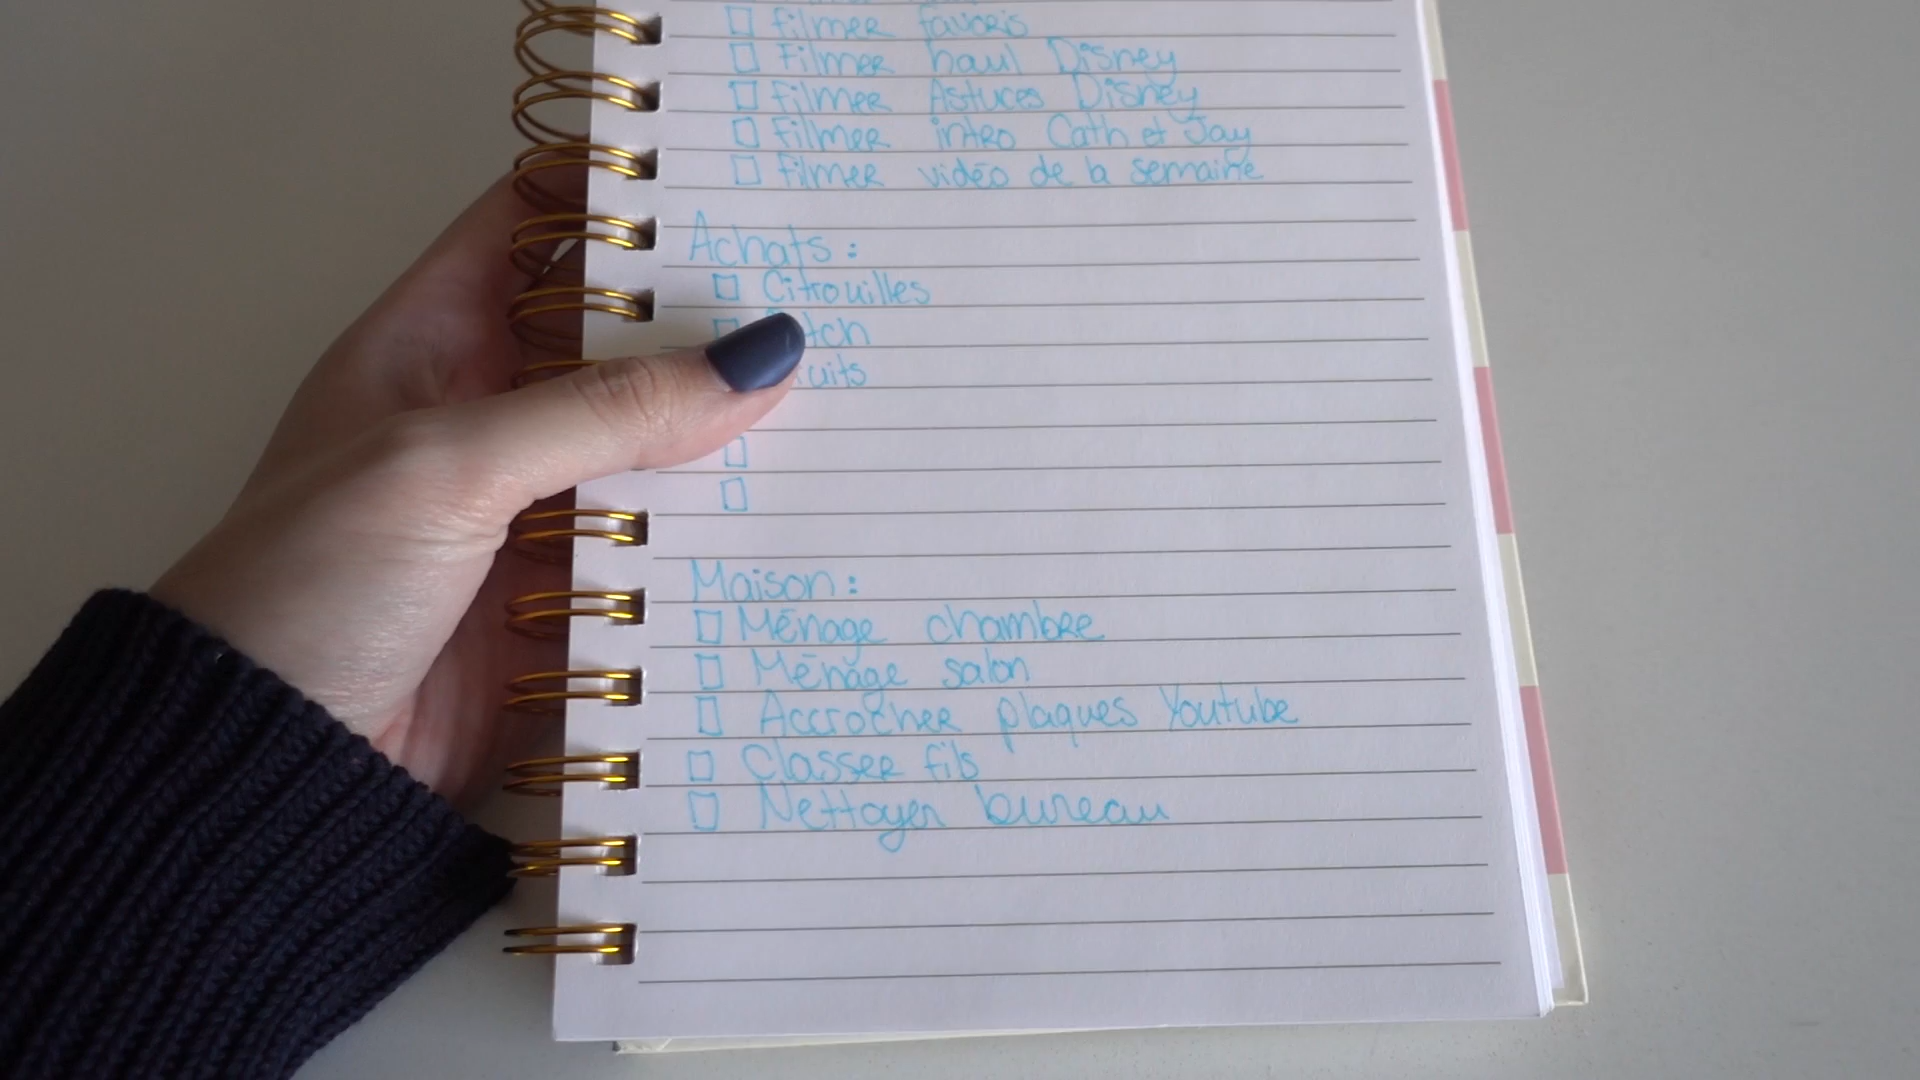 Filmer favoris
Filmer haul Disney
Filmer Astuces Disney
Filmer intro Cath et Jay
Filmer vidéo de la semaine
Achats :
Citrouilles
Maison :
Ménage chambre
Ménage salon
Accrocher plaques Youtube
Classer fils
Nettoyer bureau